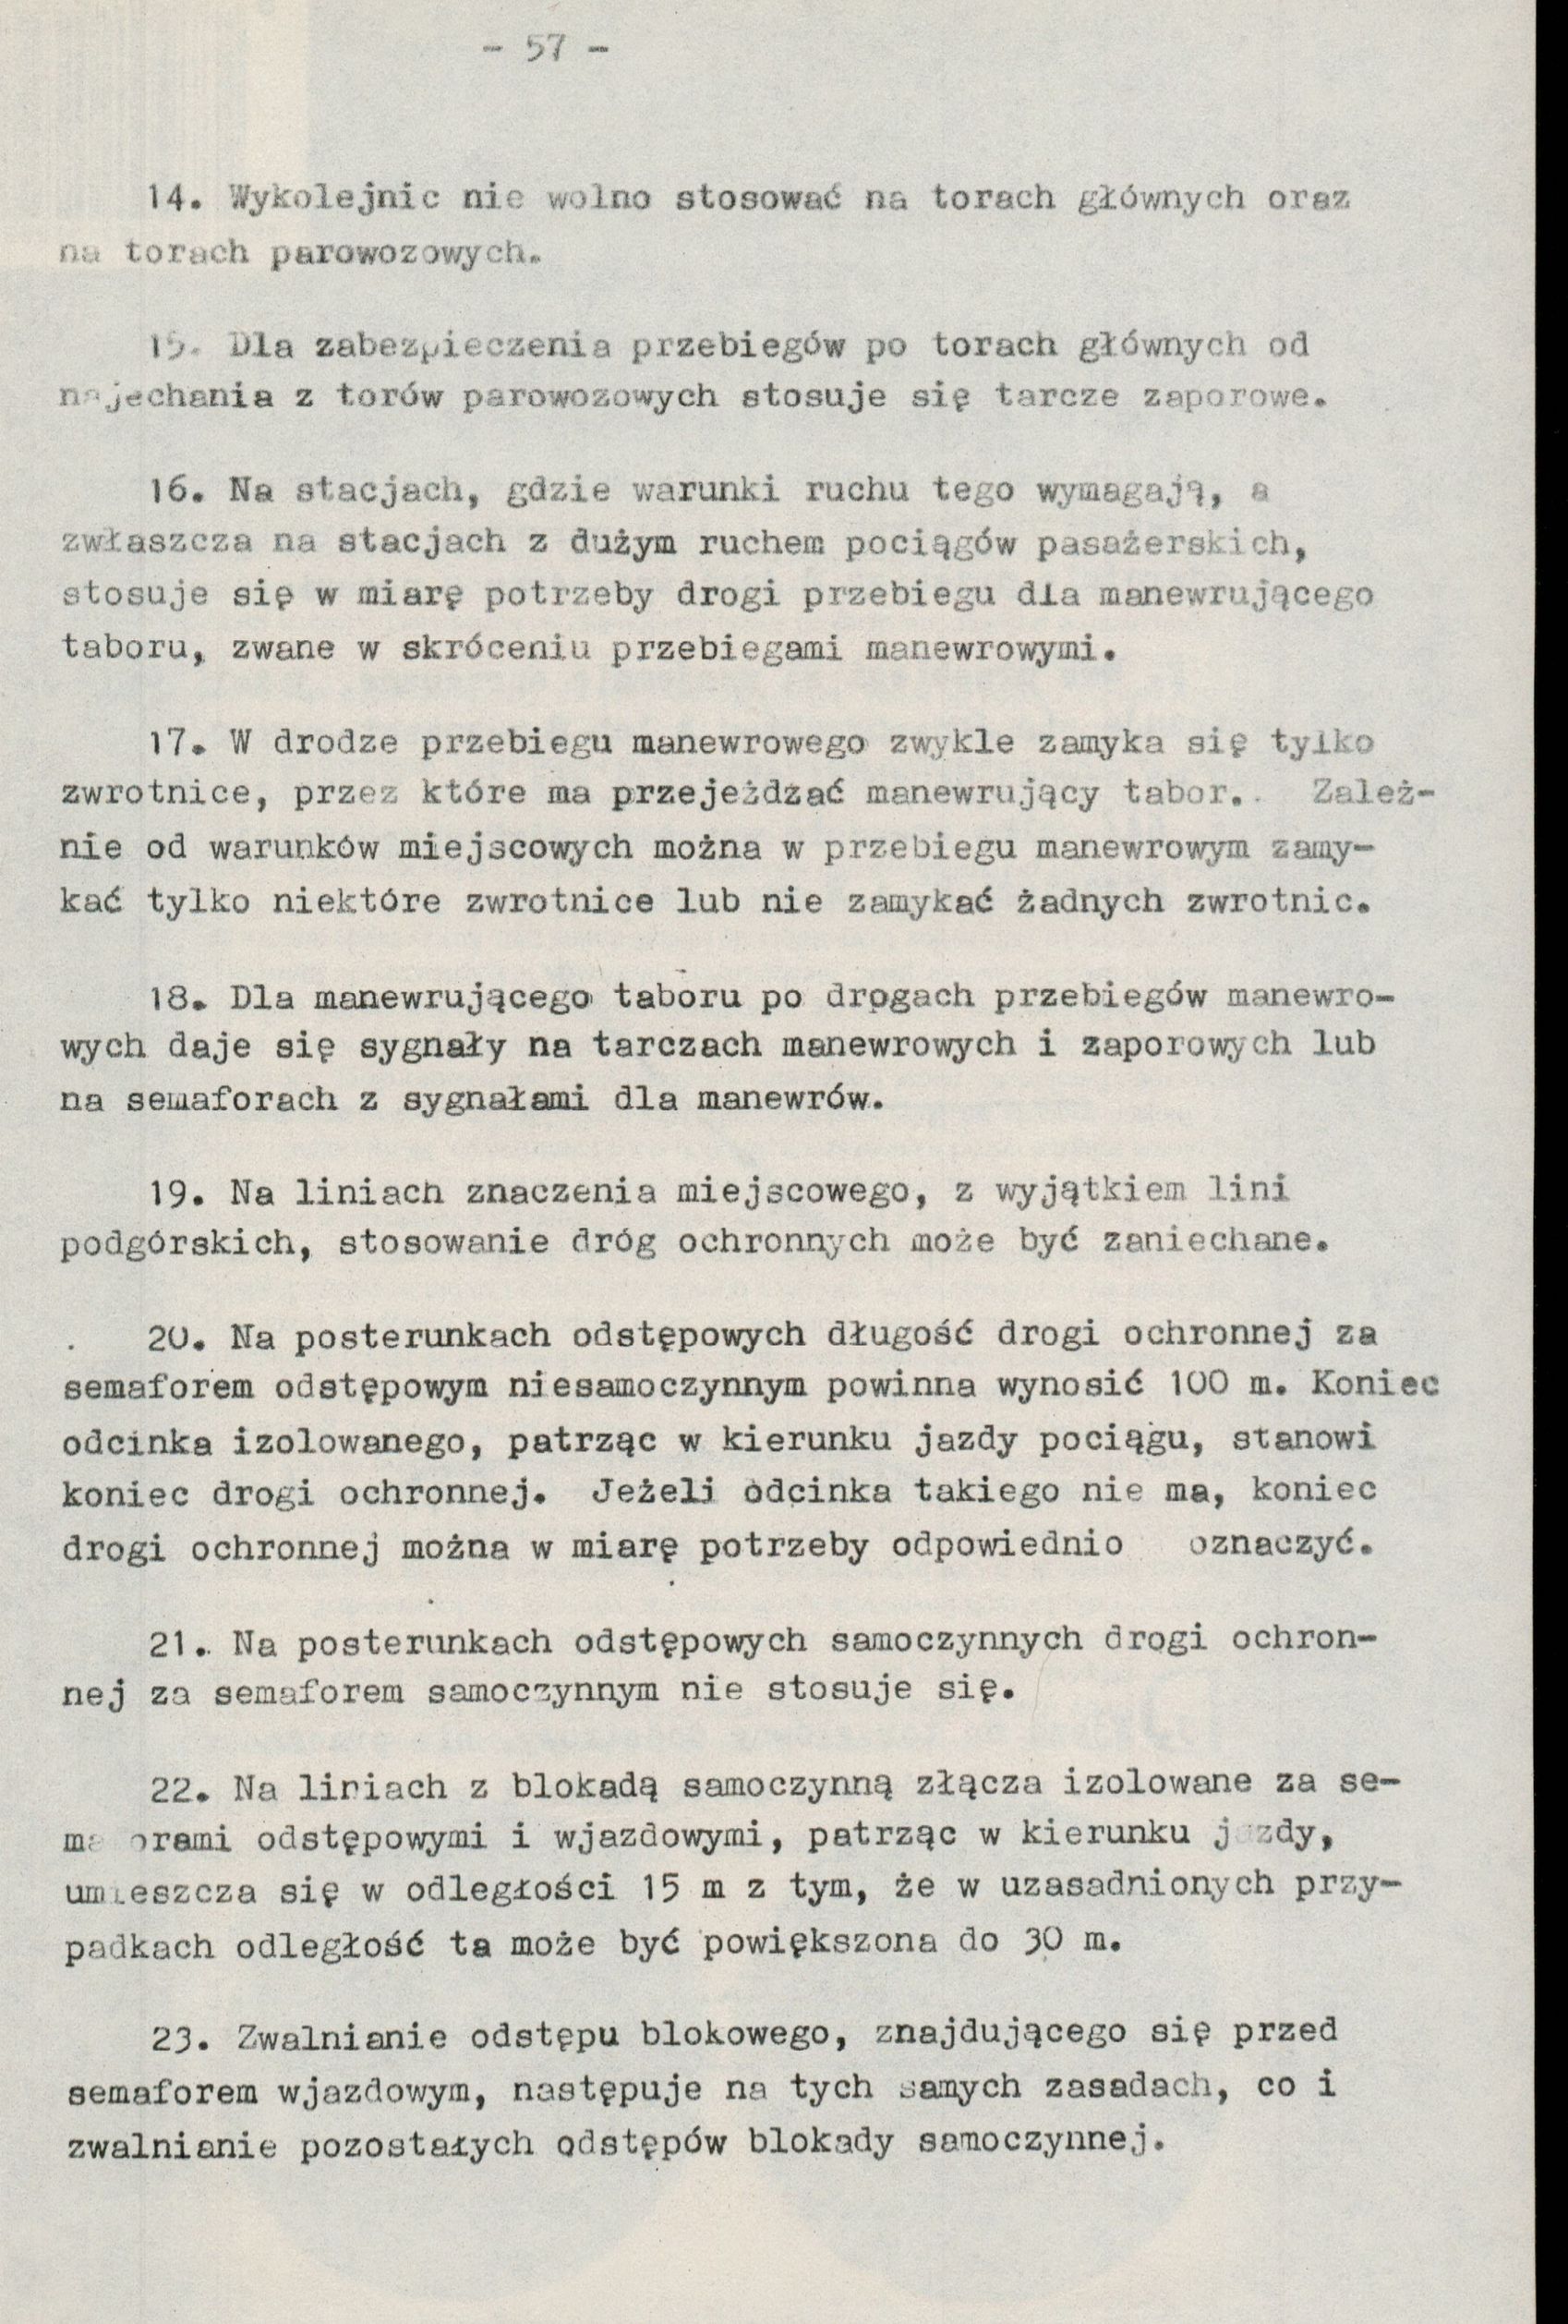 - 57 -
14. Wykolejnic nie wolno stosować na torach głównych oraz
na torach parowozowych.
15. Dla zabezpieczenia przebiegów po torach głównych od
najechania z torów parowozowych stosuje się tarcze zaporowe.
16. Na stacjach, gdzie warunki ruchu tego wymagają, a
zwłaszcza na stacjach z dużym ruchem pociągów pasażerskich,
stosuje się w miarę potrzeby drogi przebiegu dla manewrującego
taboru, zwane w skróceniu przebiegami manewrowymi.
17. W drodze przebiegu manewrowego zwykle zamyka się tylko
zwrotnice, przez które ma przejeżdżać manewrujący tabor. Zależ-
nie od warunków miejscowych można w przebiegu manewrowym zamy-
kać tylko niektóre zwrotnice lub nie zamykać żadnych zwrotnic.
18. Dla manewrującego taboru po drogach przebiegów manewro-
wych daje się sygnały na tarczach manewrowych i zaporowych lub
na semaforach z sygnałami dla manewrów.
19. Na liniach znaczenia miejscowego, z wyjątkiem lini
podgórskich, stosowanie dróg ochronnych może być zaniechane.
20. Na posterunkach odstępowych długość drogi ochronnej za
semaforem odstępowym niesamoczynnym powinna wynosić 100 m. Koniec
odcinka izolowanego, patrząc w kierunku jazdy pociągu, stanowi
koniec drogi ochronnej. Jeżeli odcinka takiego nie ma, koniec
drogi ochronnej można w miarę potrzeby odpowiednio oznaczyć.
21. Na posterunkach odstępowych samoczynnych drogi ochron-
nej za semaforem samoczynnym nie stosuje się.
22. Na liniach z blokadą samoczynną złącza izolowane za se-
maforami odstępowymi i wjazdowymi, patrząc w kierunku jazdy,
umieszcza się w odległości 15 m z tym, że w uzasadnionych przy-
padkach odległość ta może być powiększona do 30 m.
23. Zwalnianie odstępu blokowego, znajdującego się przed
semaforem wjazdowym, następuje na tych samych zasadach, co i
zwalnianie pozostałych odstępów blokady samoczynnej.